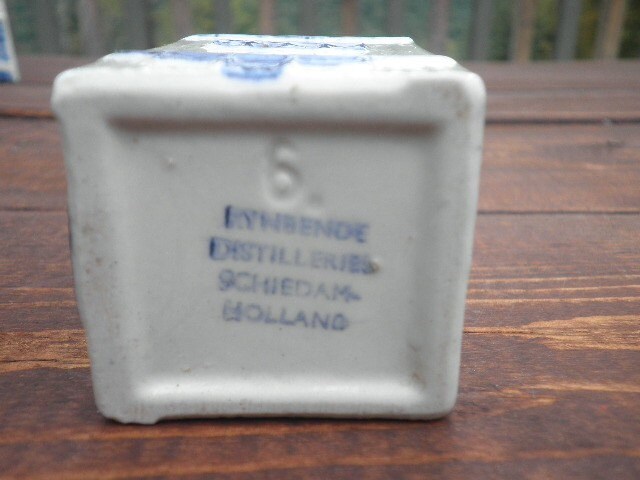 6.
RYNBENDE
DISTILLERIES
SCHIEDAM-
HOLLAND